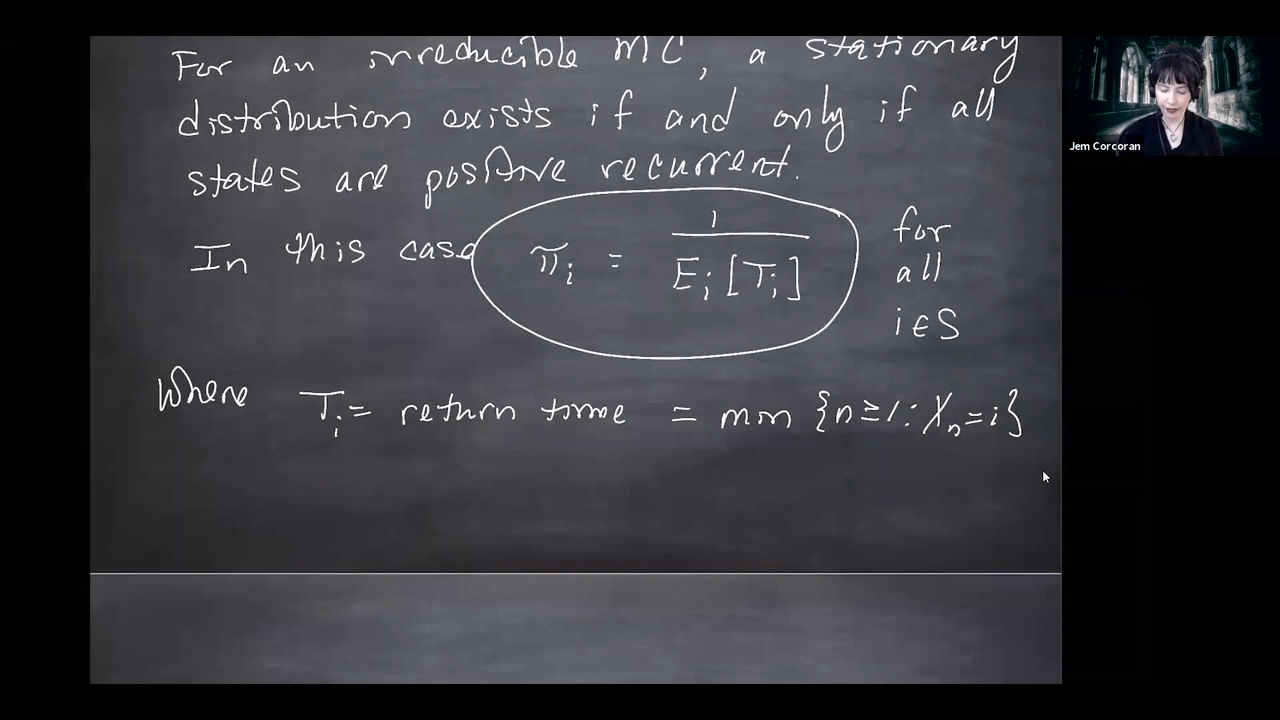 For an irreducible MC, a stationary
distribution exists if and only if all
states are positive recurrent.
In this case π_i = 1 / E_i [T_i] for all i ∈ S
Where T_i = return time = min {n ≥ 1 : X_n = i}
Jem Corcoran